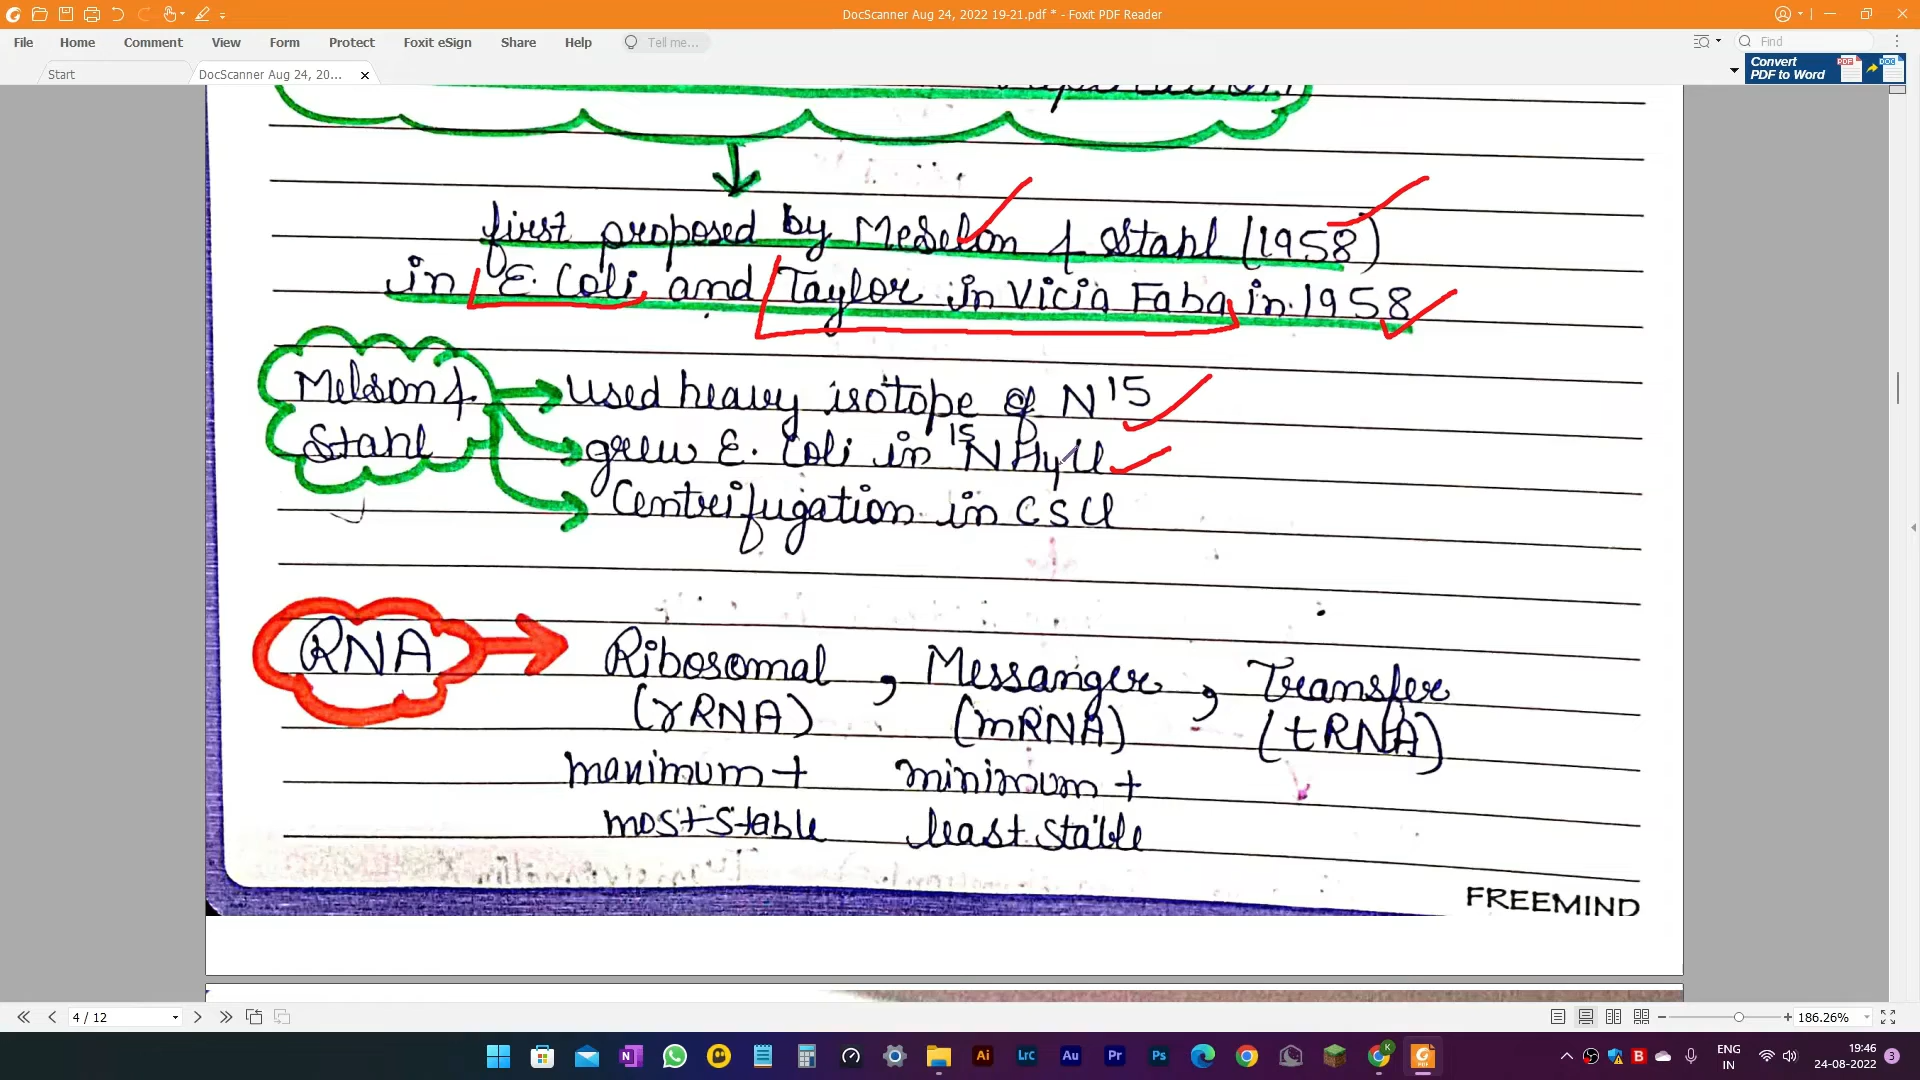 DocScanner Aug 24, 2022 19-21.pdf * - Foxit PDF Reader
File Home Comment View Form Protect Foxit eSign Share Help Tell me... Find
Start DocScanner Aug 24, 20... Convert PDF to Word
first proposed by Meselon & Stahl (1958)
in E. Coli and Taylor in Vicia Faba in 1958
Melson & Stahl
used heavy isotope of N15
grew E. Coli in 15NH4Cl
Centrifugation in CSCl
RNA
Ribosomal , Messanger , Transfer
(rRNA) (mRNA) (tRNA)
maximum + minimum +
most stable least stable
FREEMIND
4 / 12 186.26%
ENG 19:46
IN 24-08-2022 3